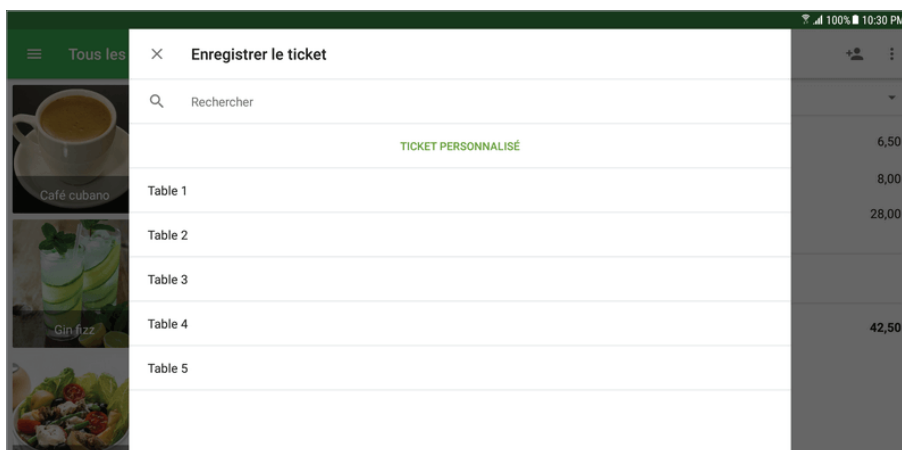 100% 10:30 PM
Tous les
Enregistrer le ticket
Rechercher
TICKET PERSONNALISÉ
Table 1
Table 2
Table 3
Table 4
Table 5
Café cubano
Gin fizz
6,50
8,00
28,00
42,50